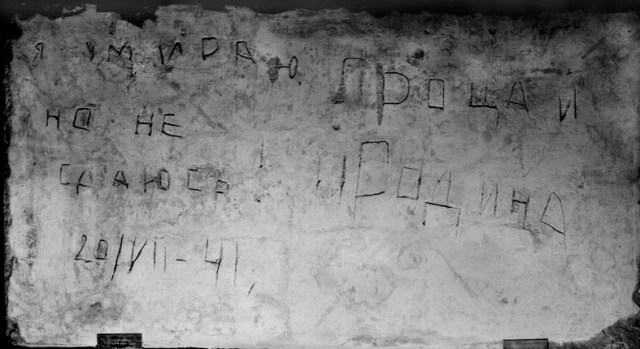 Я УМИРАЮ
НО НЕ
СДАЮСЬ!
ПРОЩАЙ
РОДИНА
20/VII-41.